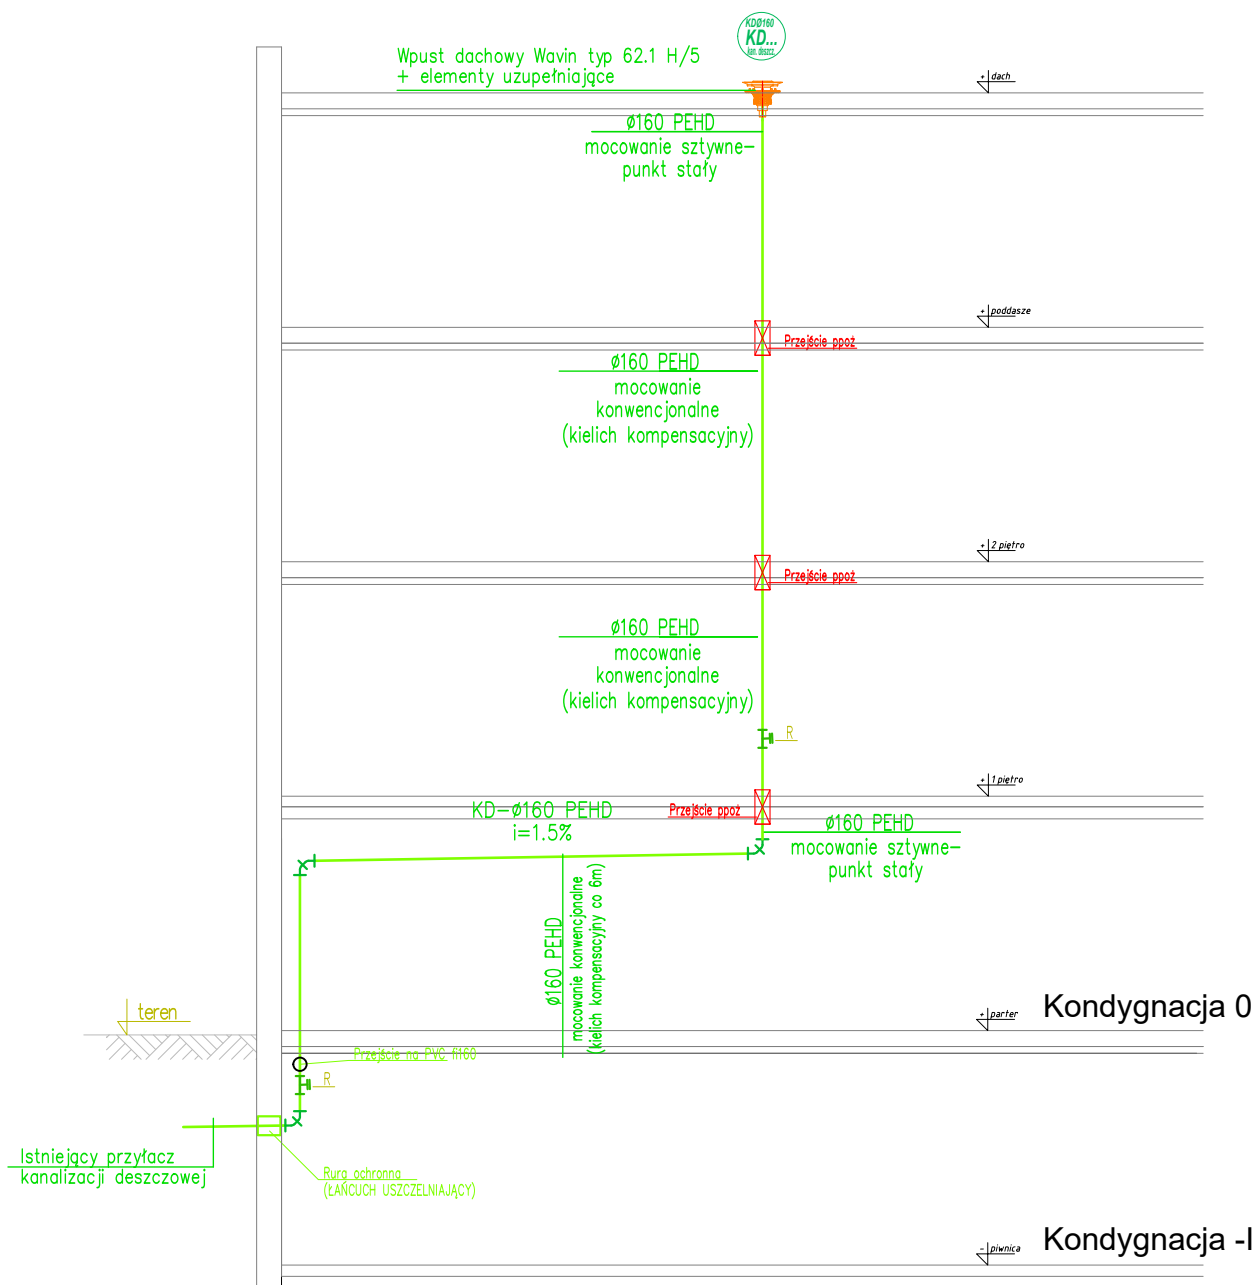 KDØ160
KD...
kan. deszcz.
Wpust dachowy Wavin typ 62.1 H/5
+ elementy uzupełniające
+ dach
ø160 PEHD
mocowanie sztywne-
punkt stały
+ poddasze
Przejście ppoż
ø160 PEHD
mocowanie
konwencjonalne
(kielich kompensacyjny)
+ 2 piętro
Przejście ppoż
ø160 PEHD
mocowanie
konwencjonalne
(kielich kompensacyjny)
R
+ 1 piętro
KD-ø160 PEHD
i=1.5%
Przejście ppoż
ø160 PEHD
mocowanie sztywne-
punkt stały
ø160 PEHD
mocowanie konwencjonalne
(kielich kompensacyjny co 6m)
teren
+ parter
Kondygnacja 0
Przejście na PVC fi160
R
Istniejący przyłacz
kanalizacji deszczowej
Rura ochronna
(ŁAŃCUCH USZCZELNIAJĄCY)
- piwnica
Kondygnacja -I